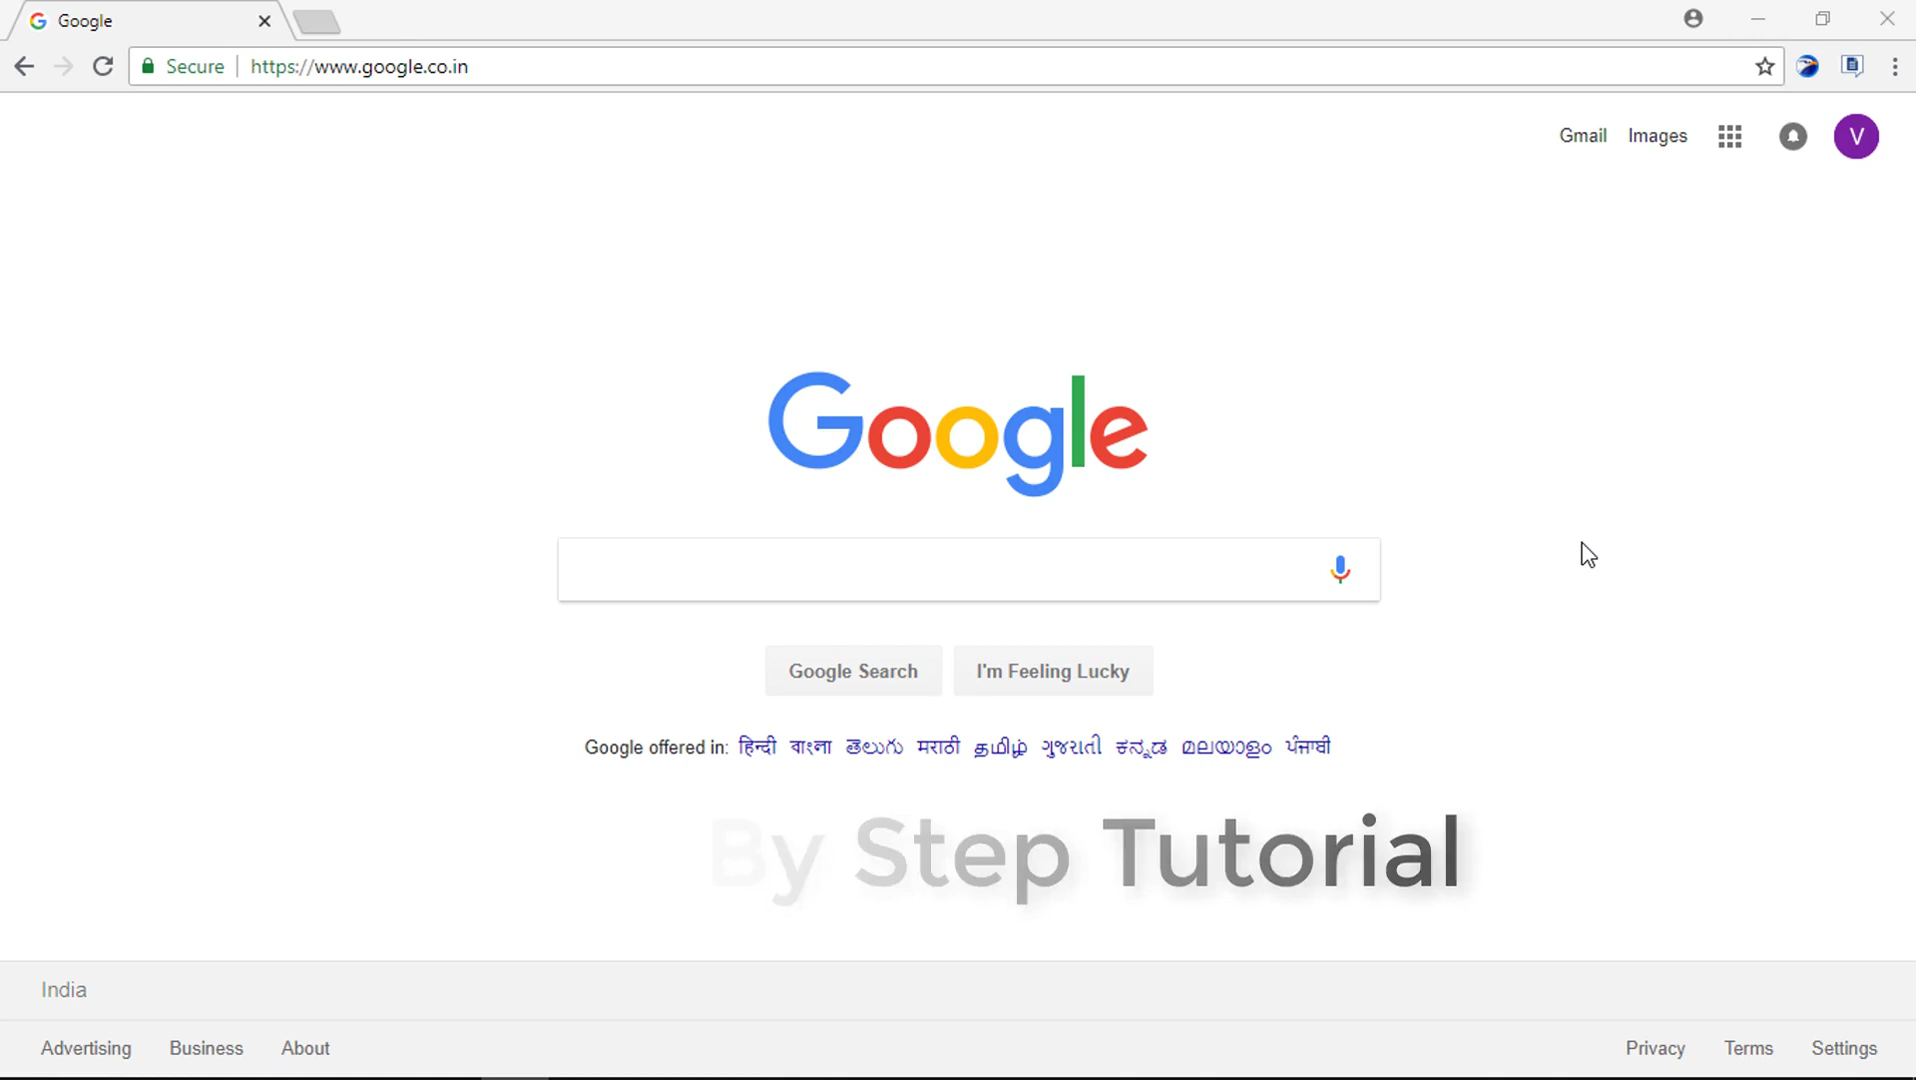 Google
Secure https://www.google.co.in
Gmail Images V
Google
Google Search I'm Feeling Lucky
Google offered in: हिन्दी বাংলা తెలుగు मराठी தமிழ் ગુજરાતી ಕನ್ನಡ മലയാളം ਪੰਜਾਬੀ
By Step Tutorial
India
Advertising Business About Privacy Terms Settings